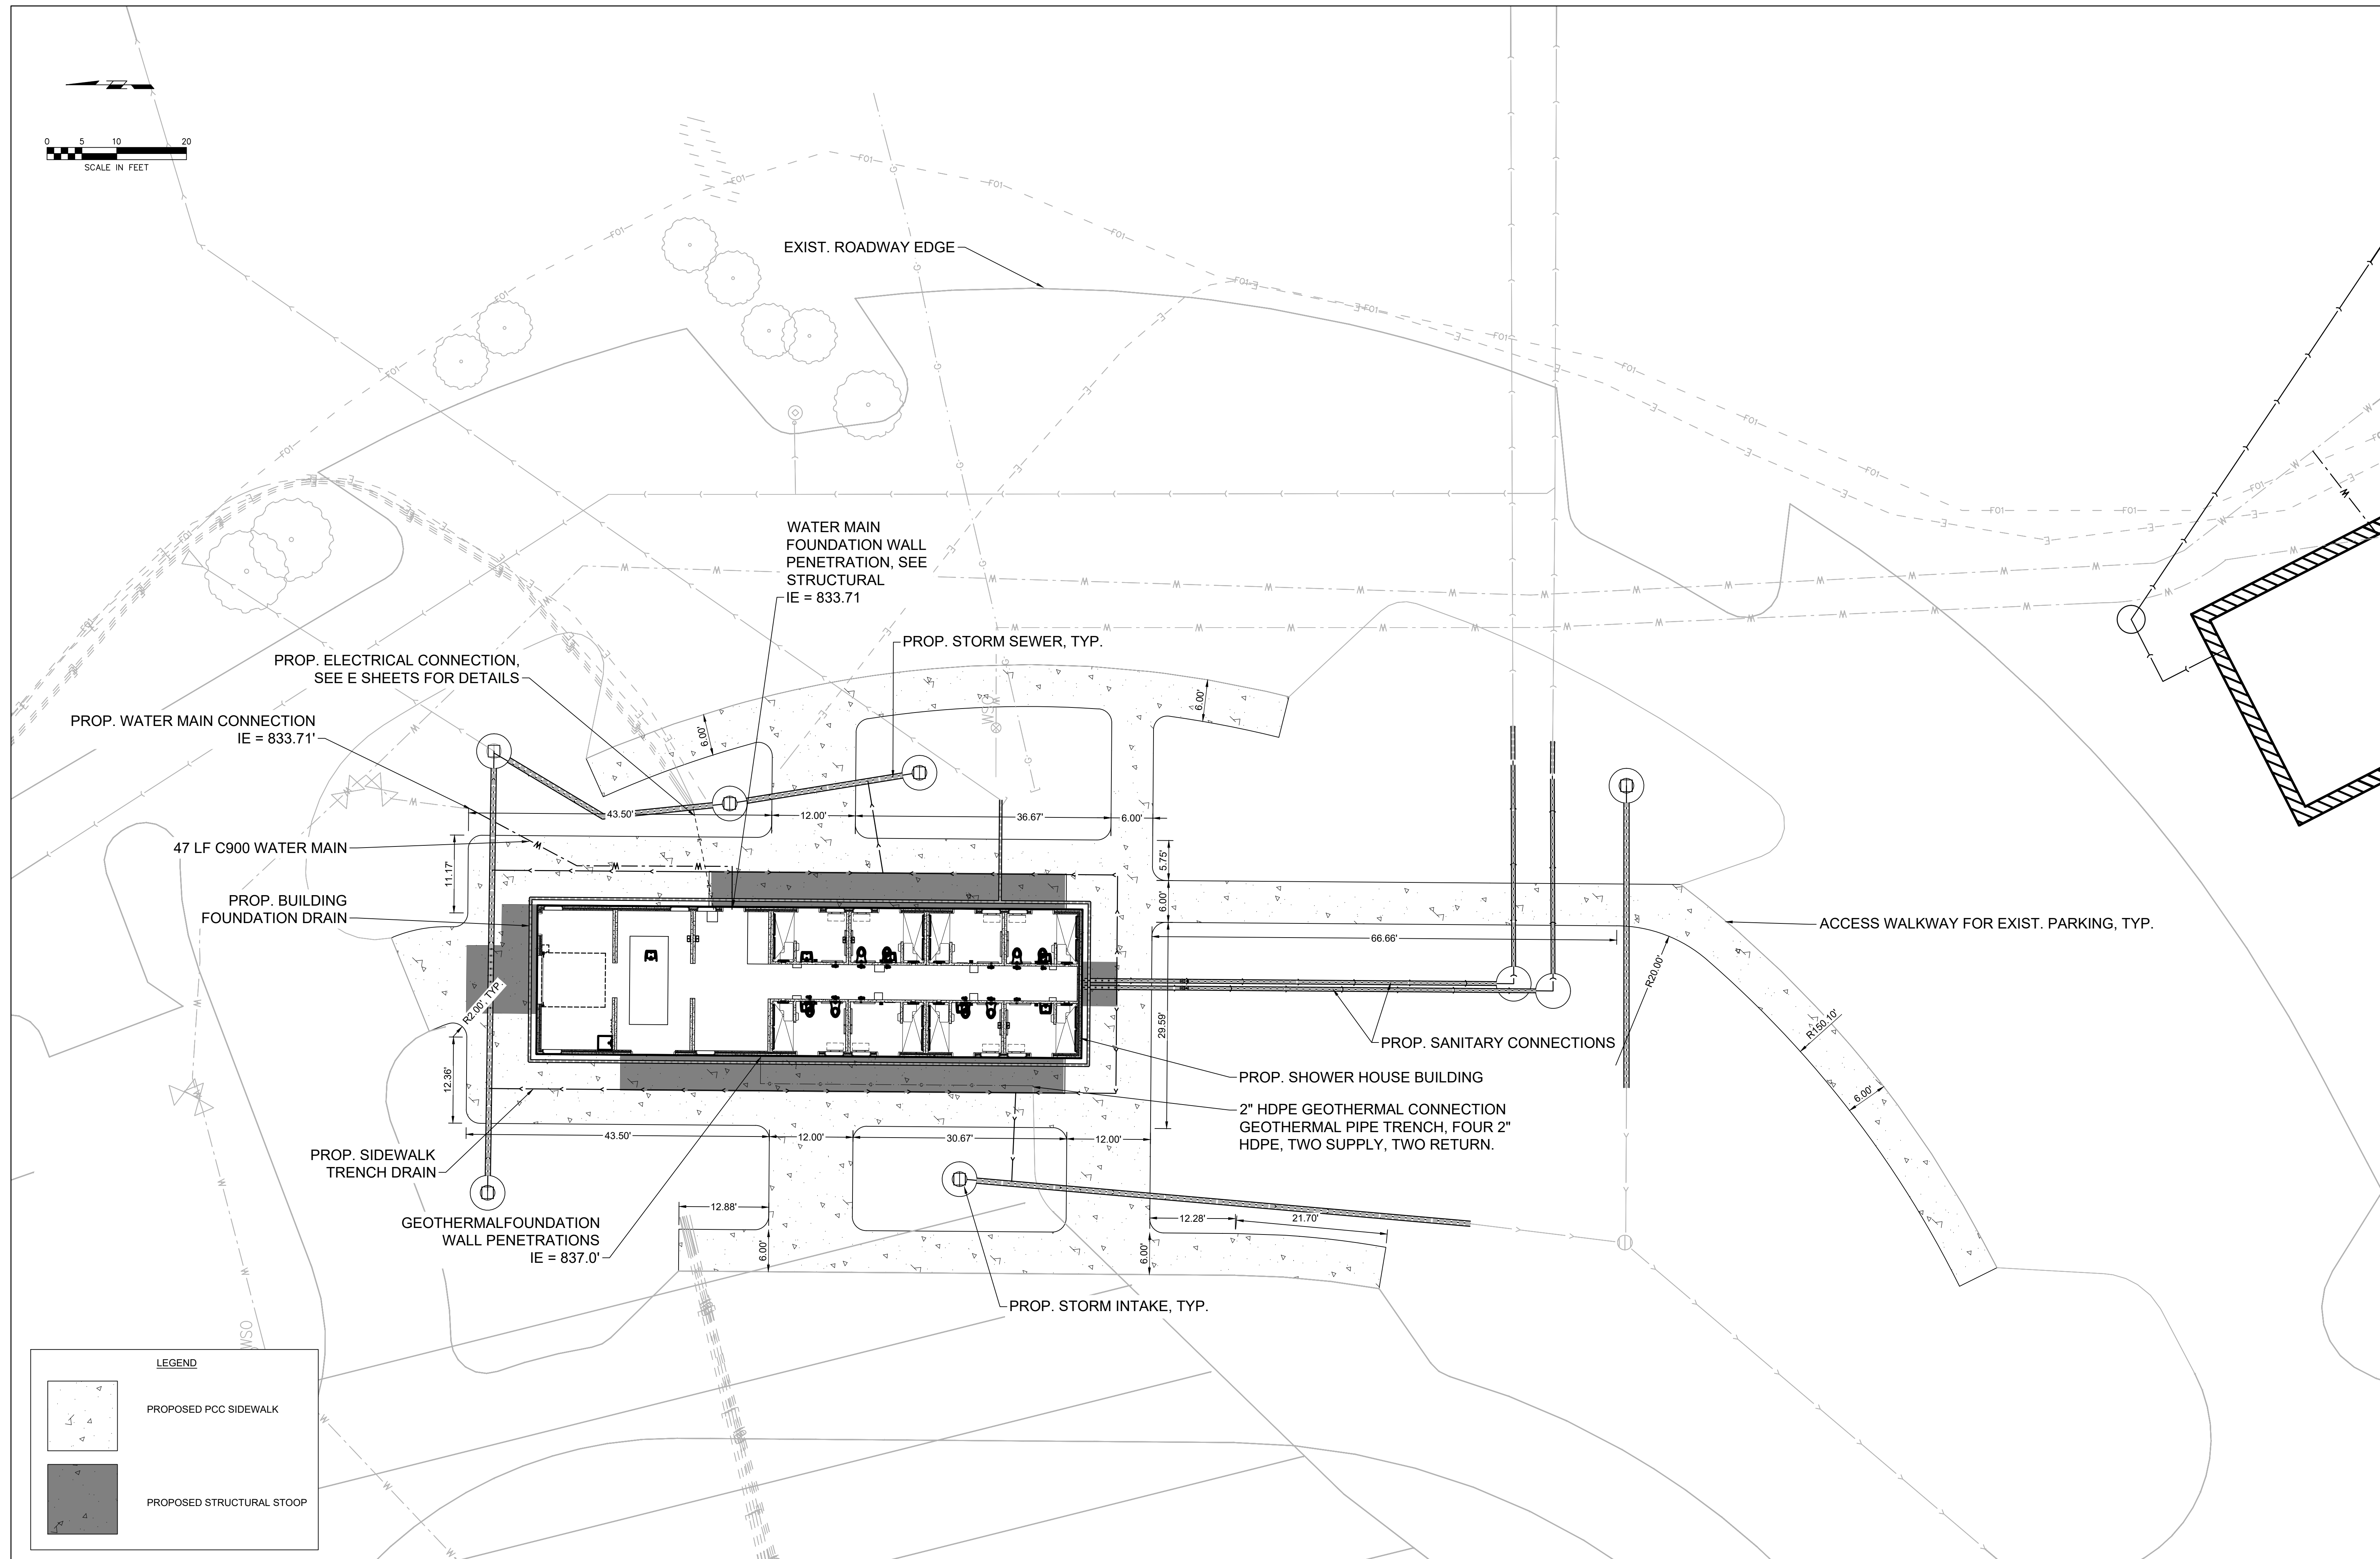 0 5 10 20
SCALE IN FEET
EXIST. ROADWAY EDGE
WATER MAIN
FOUNDATION WALL
PENETRATION, SEE
STRUCTURAL
IE = 833.71
PROP. STORM SEWER, TYP.
PROP. ELECTRICAL CONNECTION,
SEE E SHEETS FOR DETAILS
PROP. WATER MAIN CONNECTION
IE = 833.71'
47 LF C900 WATER MAIN
PROP. BUILDING
FOUNDATION DRAIN
6.00'
6.00'
43.50'
12.00'
36.67'
6.00'
11.17'
5.75'
6.00'
ACCESS WALKWAY FOR EXIST. PARKING, TYP.
66.66'
R20.00'
R2.00', TYP.
29.59'
R150.10'
6.00'
PROP. SANITARY CONNECTIONS
PROP. SHOWER HOUSE BUILDING
2" HDPE GEOTHERMAL CONNECTION
GEOTHERMAL PIPE TRENCH, FOUR 2"
HDPE, TWO SUPPLY, TWO RETURN.
12.36'
43.50'
12.00'
30.67'
12.00'
PROP. SIDEWALK
TRENCH DRAIN
12.88'
12.28'
21.70'
GEOTHERMALFOUNDATION
WALL PENETRATIONS
IE = 837.0'
6.00'
6.00'
PROP. STORM INTAKE, TYP.
LEGEND
PROPOSED PCC SIDEWALK
PROPOSED STRUCTURAL STOOP